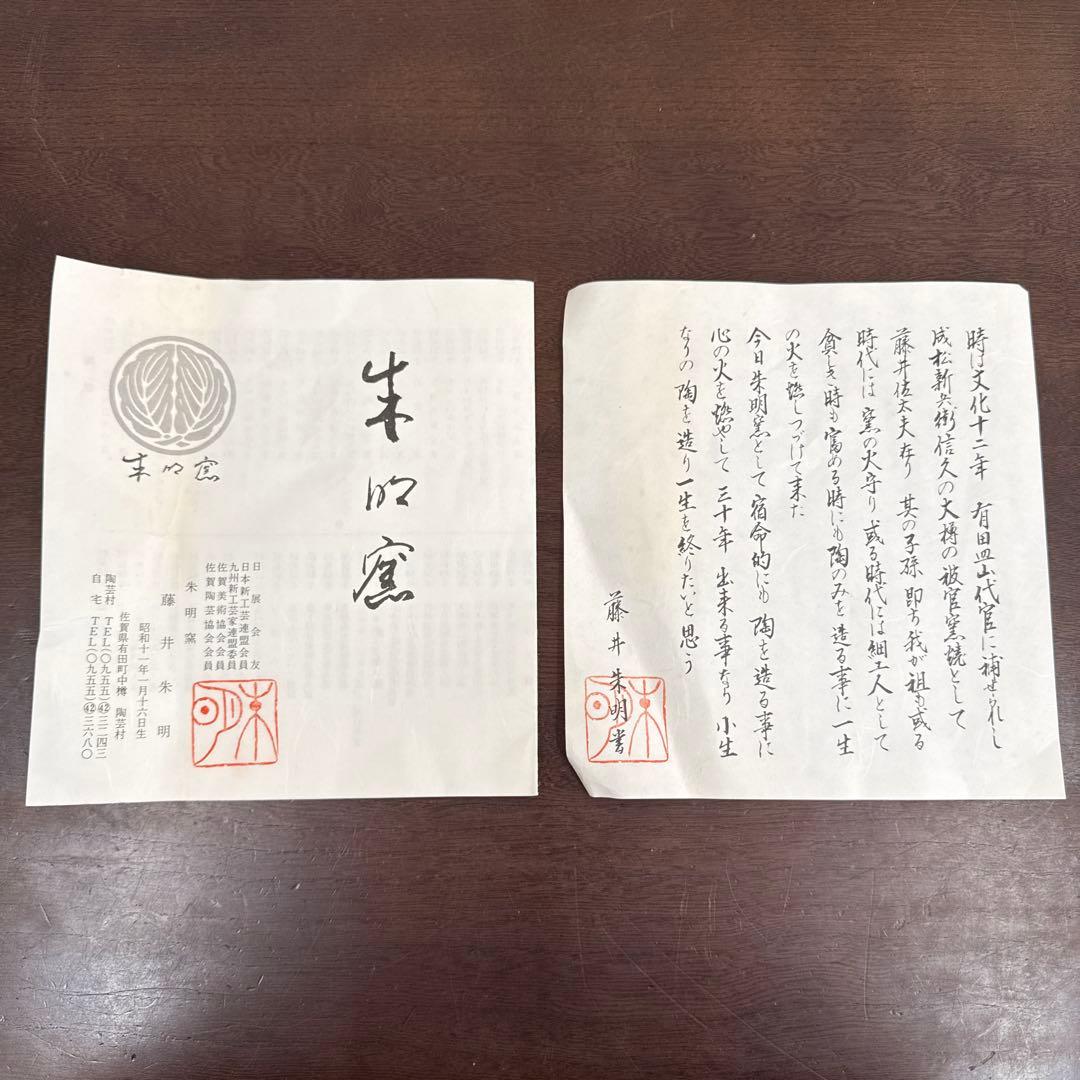 朱明窯
朱明窯
日展会友
日本新工芸連盟会員
九州新工芸家連盟委員
佐賀美術協会会員
佐賀陶芸協会会員
朱明窯
藤井朱明
昭和十一年一月十六日生
佐賀県有田町中樽 陶芸村
陶芸村 TEL(〇九五五)㊷三二四三
自宅 TEL(〇九五五)㊷三六八〇
朱明
時は文化十二年 有田皿山代官に補せられし
成松新兵衛信久の大樽の被官窯焼として
藤井佐太夫在り 其の子孫 即ち我が祖も或る
時代には 窯の火守り 或る時代には細工人として
貧しき時も富める時にも陶のみを造る事に一生
の火を燃しつづけて来た
今日朱明窯として 宿命的にも 陶を造る事に
心の火を燃やして 三十年 出来る事なら 小生
なりの 陶を造り一生を終りたいと思う
藤井朱明書
朱明